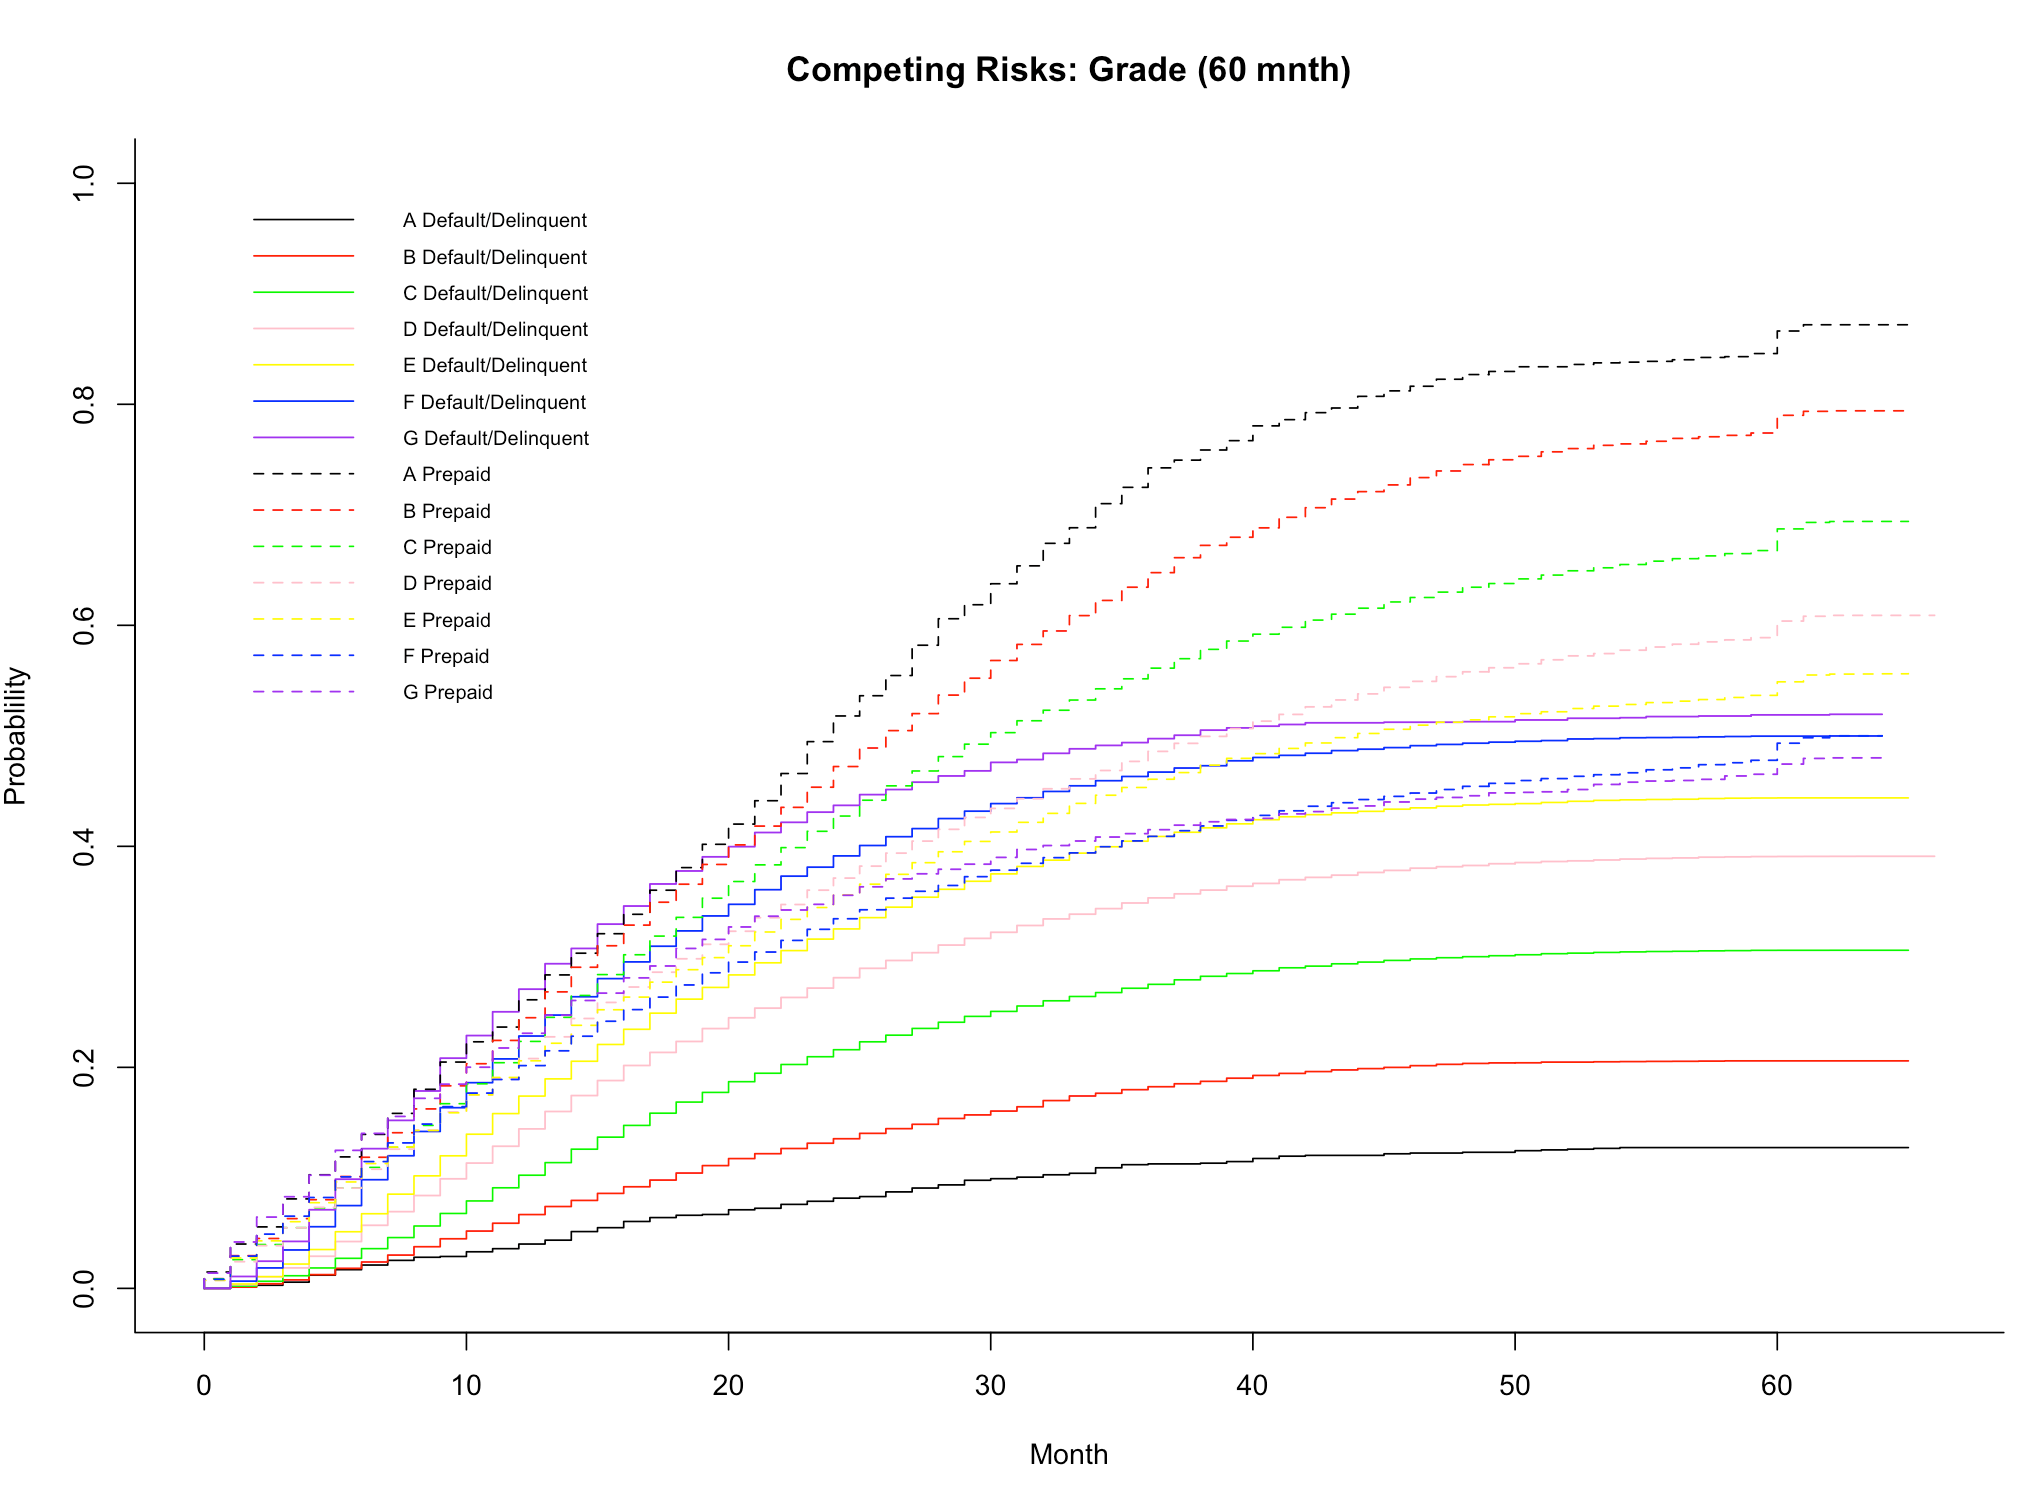 Competing Risks: Grade (60 mnth)
1.0
0.8
0.6
0.4
0.2
0.0
Probablility
A Default/Delinquent
B Default/Delinquent
C Default/Delinquent
D Default/Delinquent
E Default/Delinquent
F Default/Delinquent
G Default/Delinquent
A Prepaid
B Prepaid
C Prepaid
D Prepaid
E Prepaid
F Prepaid
G Prepaid
0 10 20 30 40 50 60
Month